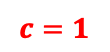 c = 1